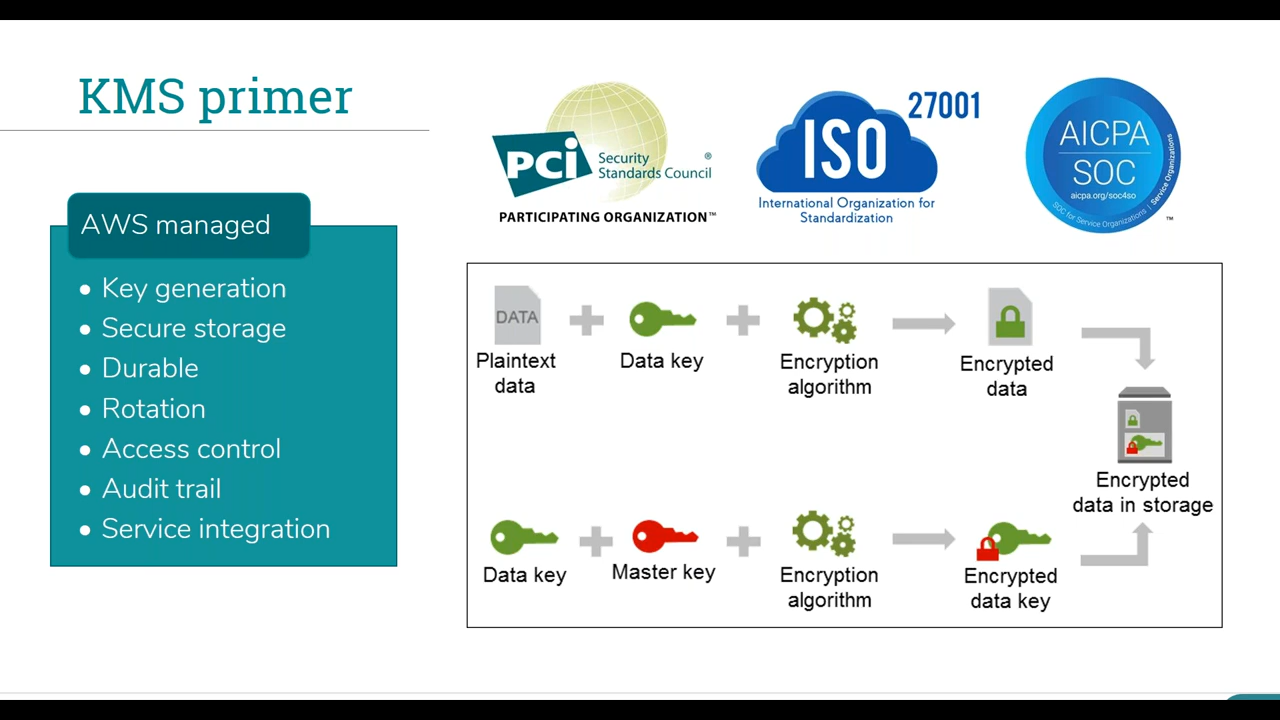 KMS primer
AWS managed
• Key generation
• Secure storage
• Durable
• Rotation
• Access control
• Audit trail
• Service integration
PCi
Security
Standards Council
®
PARTICIPATING ORGANIZATION™
27001
ISO
International Organization for
Standardization
AICPA
SOC
aicpa.org/soc4so
SOC for Service Organizations | Service Organizations
™
DATA
Plaintext
data
Data key
Encryption
algorithm
Encrypted
data
Encrypted
data in storage
Data key
Master key
Encryption
algorithm
Encrypted
data key